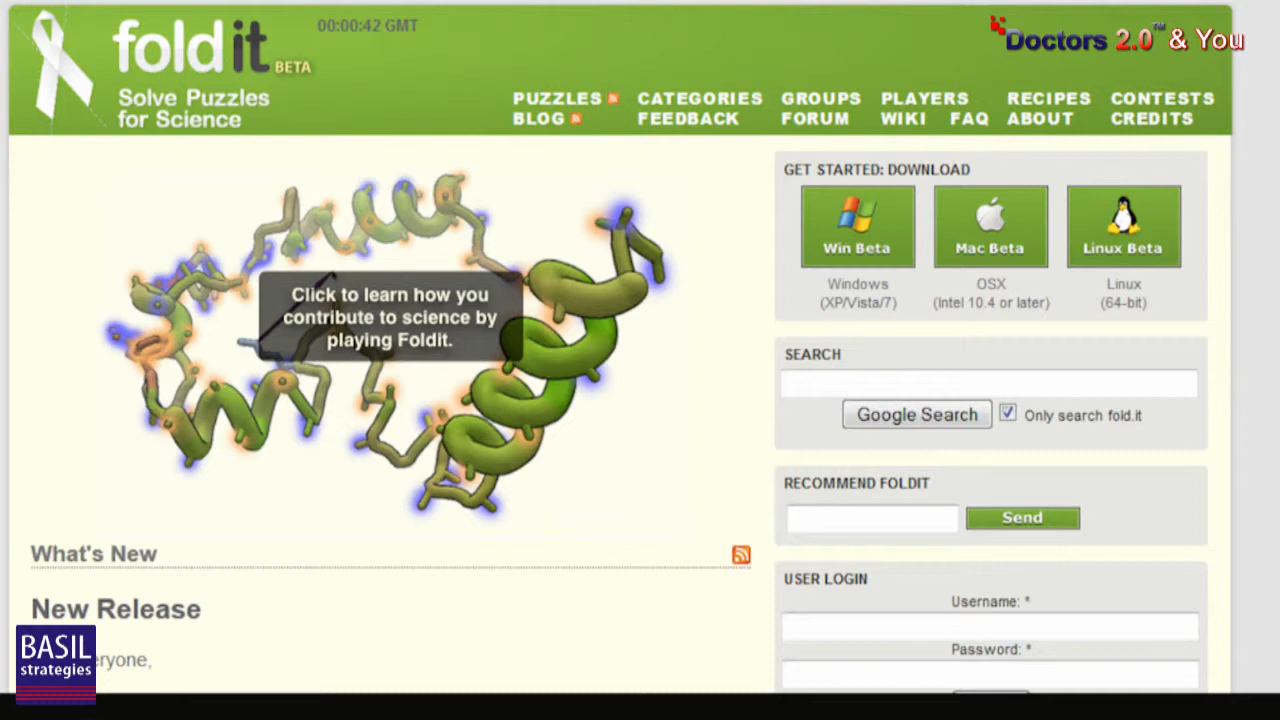 foldit BETA
00:00:42 GMT
Solve Puzzles
for Science
Doctors 2.0™ & You
PUZZLES CATEGORIES GROUPS PLAYERS RECIPES CONTESTS
BLOG FEEDBACK FORUM WIKI FAQ ABOUT CREDITS
Click to learn how you
contribute to science by
playing Foldit.
GET STARTED: DOWNLOAD
Win Beta Mac Beta Linux Beta
Windows OSX Linux
(XP/Vista/7) (Intel 10.4 or later) (64-bit)
SEARCH
Google Search Only search fold.it
RECOMMEND FOLDIT
Send
What's New
New Release
eryone,
USER LOGIN
Username: *
Password: *
BASIL
strategies